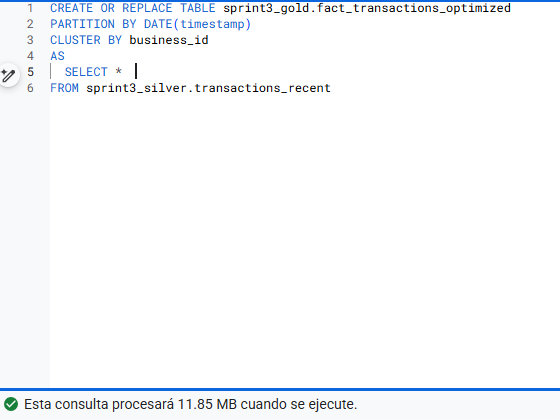 1 CREATE OR REPLACE TABLE sprint3_gold.fact_transactions_optimized
2 PARTITION BY DATE(timestamp)
3 CLUSTER BY business_id
4 AS
5 SELECT *
6 FROM sprint3_silver.transactions_recent
Esta consulta procesará 11.85 MB cuando se ejecute.